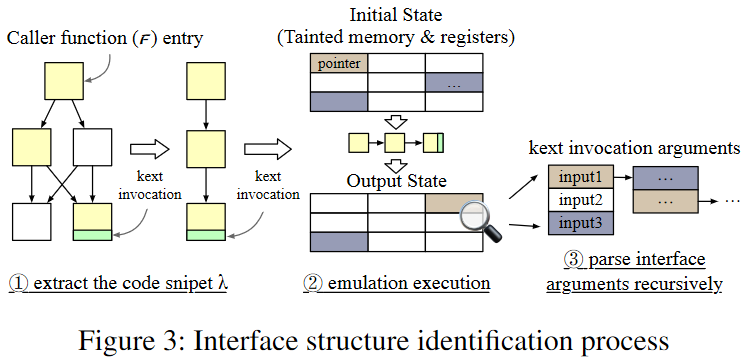 Caller function (F) entry
kext
invocation
kext
invocation
① extract the code snipet λ
Initial State
(Tainted memory & registers)
pointer
...
Output State
② emulation execution
kext invocation arguments
input1
input2
input3
...
...
...
③ parse interface
arguments recursively
Figure 3: Interface structure identification process